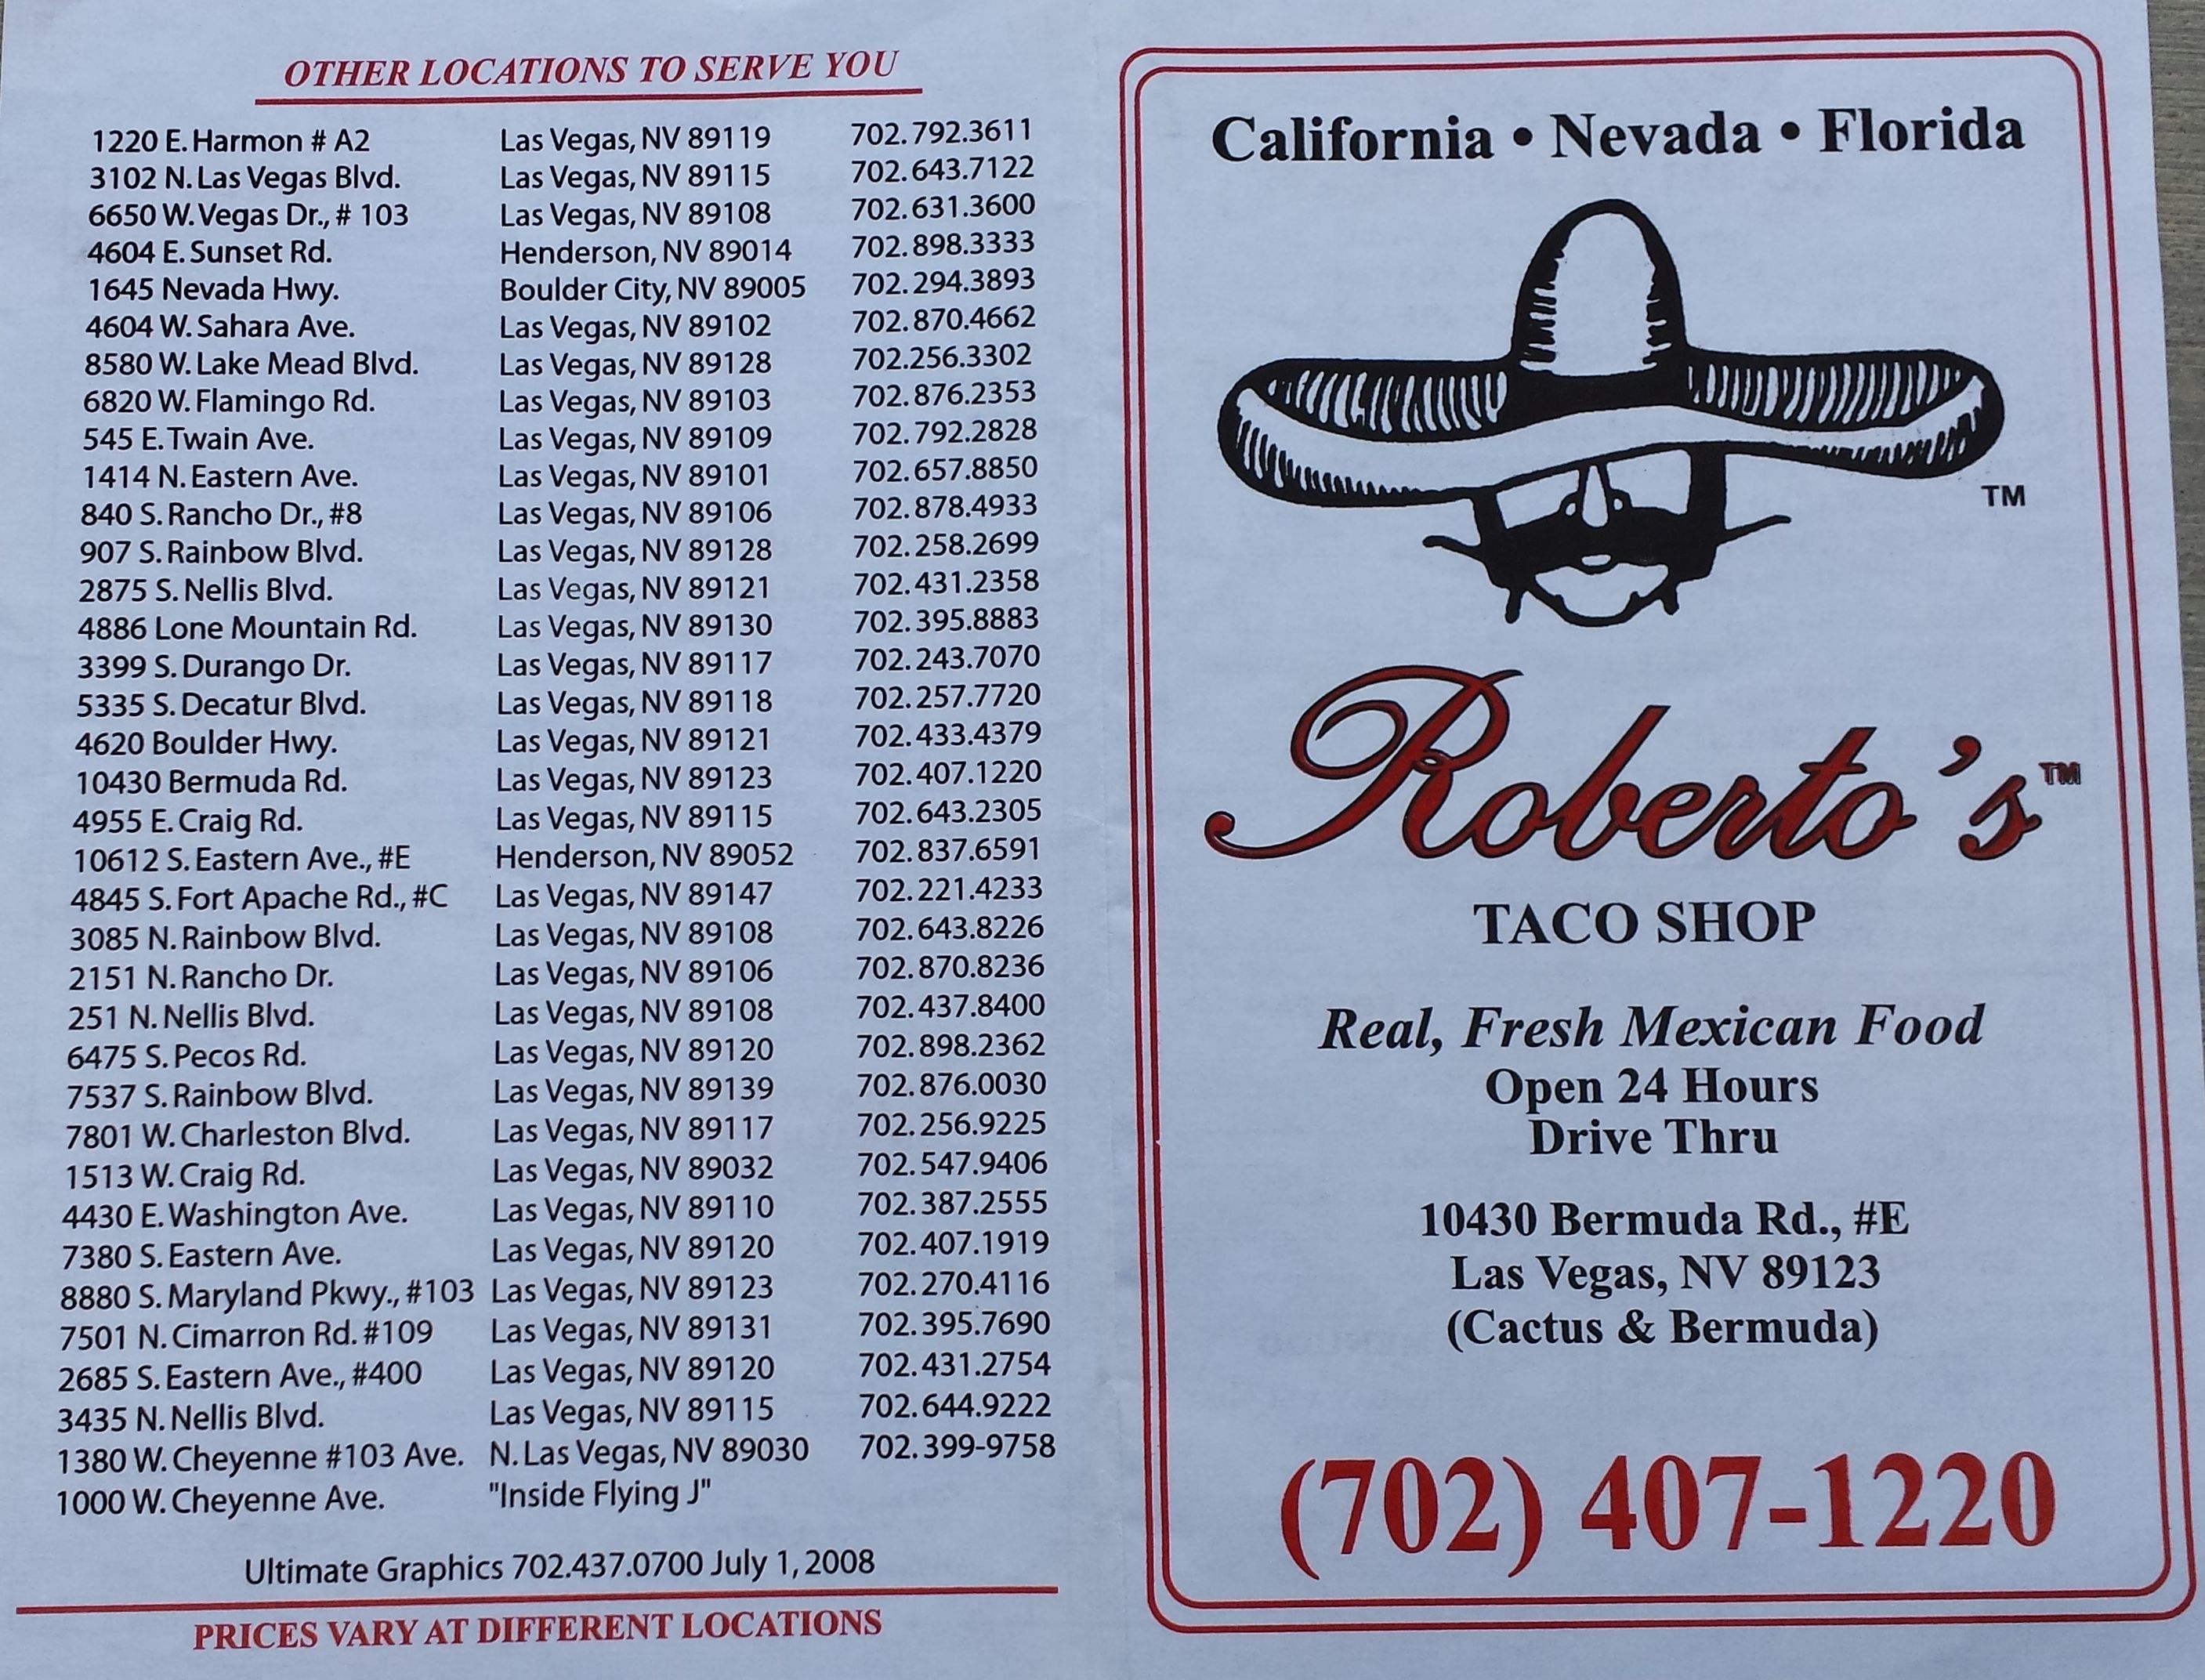 OTHER LOCATIONS TO SERVE YOU
1220 E. Harmon # A2 Las Vegas, NV 89119 702.792.3611
3102 N. Las Vegas Blvd. Las Vegas, NV 89115 702.643.7122
6650 W. Vegas Dr., # 103 Las Vegas, NV 89108 702.631.3600
4604 E. Sunset Rd. Henderson, NV 89014 702.898.3333
1645 Nevada Hwy. Boulder City, NV 89005 702.294.3893
4604 W. Sahara Ave. Las Vegas, NV 89102 702.870.4662
8580 W. Lake Mead Blvd. Las Vegas, NV 89128 702.256.3302
6820 W. Flamingo Rd. Las Vegas, NV 89103 702.876.2353
545 E. Twain Ave. Las Vegas, NV 89109 702.792.2828
1414 N. Eastern Ave. Las Vegas, NV 89101 702.657.8850
840 S. Rancho Dr., #8 Las Vegas, NV 89106 702.878.4933
907 S. Rainbow Blvd. Las Vegas, NV 89128 702.258.2699
2875 S. Nellis Blvd. Las Vegas, NV 89121 702.431.2358
4886 Lone Mountain Rd. Las Vegas, NV 89130 702.395.8883
3399 S. Durango Dr. Las Vegas, NV 89117 702.243.7070
5335 S. Decatur Blvd. Las Vegas, NV 89118 702.257.7720
4620 Boulder Hwy. Las Vegas, NV 89121 702.433.4379
10430 Bermuda Rd. Las Vegas, NV 89123 702.407.1220
4955 E. Craig Rd. Las Vegas, NV 89115 702.643.2305
10612 S. Eastern Ave., #E Henderson, NV 89052 702.837.6591
4845 S. Fort Apache Rd., #C Las Vegas, NV 89147 702.221.4233
3085 N. Rainbow Blvd. Las Vegas, NV 89108 702.643.8226
2151 N. Rancho Dr. Las Vegas, NV 89106 702.870.8236
251 N. Nellis Blvd. Las Vegas, NV 89108 702.437.8400
6475 S. Pecos Rd. Las Vegas, NV 89120 702.898.2362
7537 S. Rainbow Blvd. Las Vegas, NV 89139 702.876.0030
7801 W. Charleston Blvd. Las Vegas, NV 89117 702.256.9225
1513 W. Craig Rd. Las Vegas, NV 89032 702.547.9406
4430 E. Washington Ave. Las Vegas, NV 89110 702.387.2555
7380 S. Eastern Ave. Las Vegas, NV 89120 702.407.1919
8880 S. Maryland Pkwy., #103 Las Vegas, NV 89123 702.270.4116
7501 N. Cimarron Rd. #109 Las Vegas, NV 89131 702.395.7690
2685 S. Eastern Ave., #400 Las Vegas, NV 89120 702.431.2754
3435 N. Nellis Blvd. Las Vegas, NV 89115 702.644.9222
1380 W. Cheyenne #103 Ave. N. Las Vegas, NV 89030 702.399-9758
1000 W. Cheyenne Ave. "Inside Flying J"
Ultimate Graphics 702.437.0700 July 1, 2008
PRICES VARY AT DIFFERENT LOCATIONS
California • Nevada • Florida
TM
Roberto's™
TACO SHOP
Real, Fresh Mexican Food
Open 24 Hours
Drive Thru
10430 Bermuda Rd., #E
Las Vegas, NV 89123
(Cactus & Bermuda)
(702) 407-1220